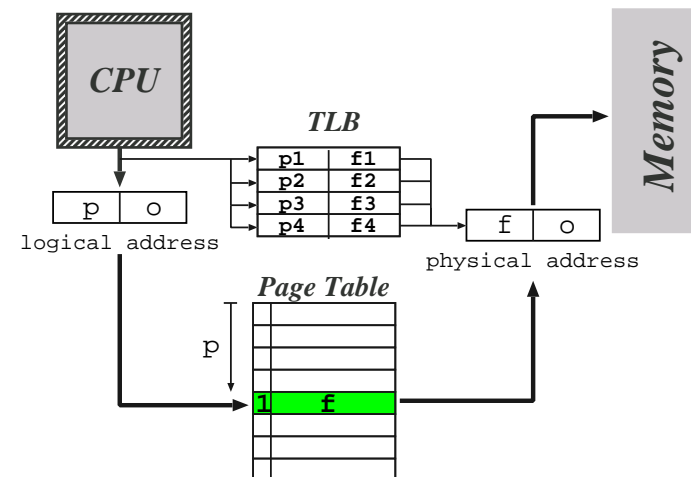 CPU
Memory
TLB
p1 f1
p2 f2
p3 f3
p4 f4
p o
f o
logical address
physical address
Page Table
p
1 f